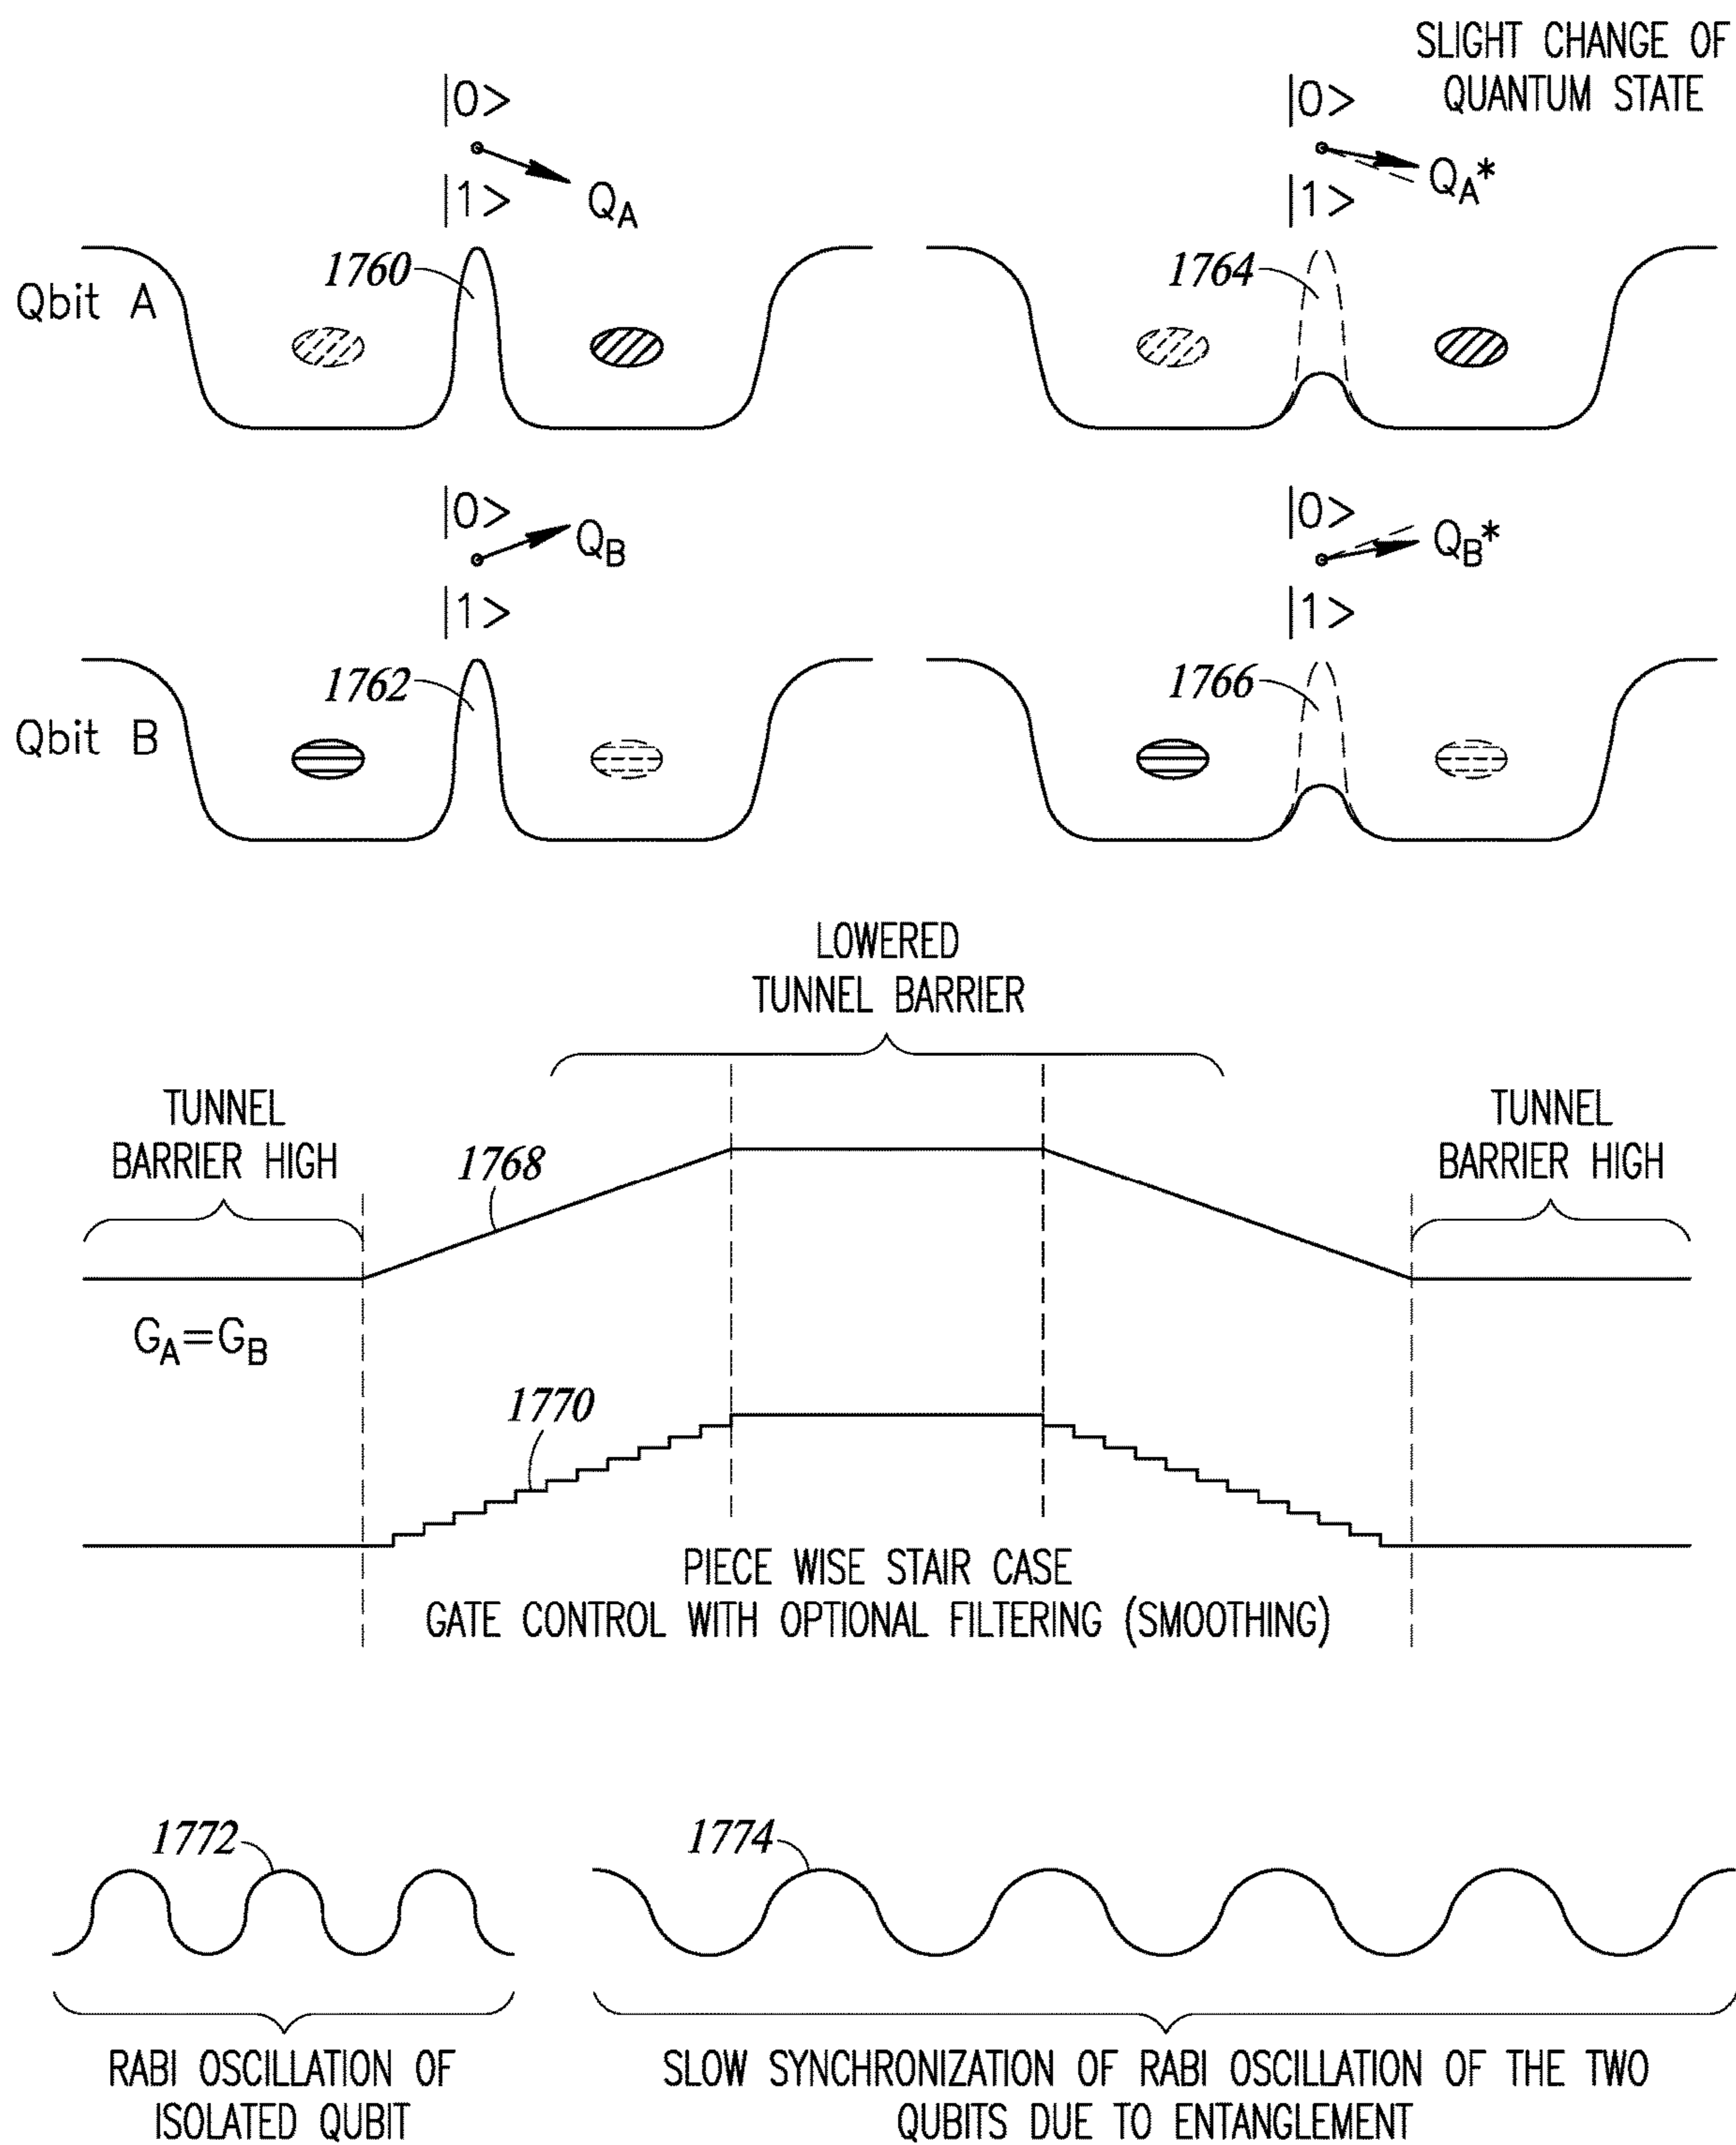 SLIGHT CHANGE OF
QUANTUM STATE
|0>
|1>
QA
|0>
|1>
QA*
Qbit A
1760
1764
|0>
|1>
QB
|0>
|1>
QB*
Qbit B
1762
1766
LOWERED
TUNNEL BARRIER
TUNNEL
BARRIER HIGH
1768
TUNNEL
BARRIER HIGH
GA=GB
1770
PIECE WISE STAIR CASE
GATE CONTROL WITH OPTIONAL FILTERING (SMOOTHING)
1772
1774
RABI OSCILLATION OF
ISOLATED QUBIT
SLOW SYNCHRONIZATION OF RABI OSCILLATION OF THE TWO
QUBITS DUE TO ENTANGLEMENT